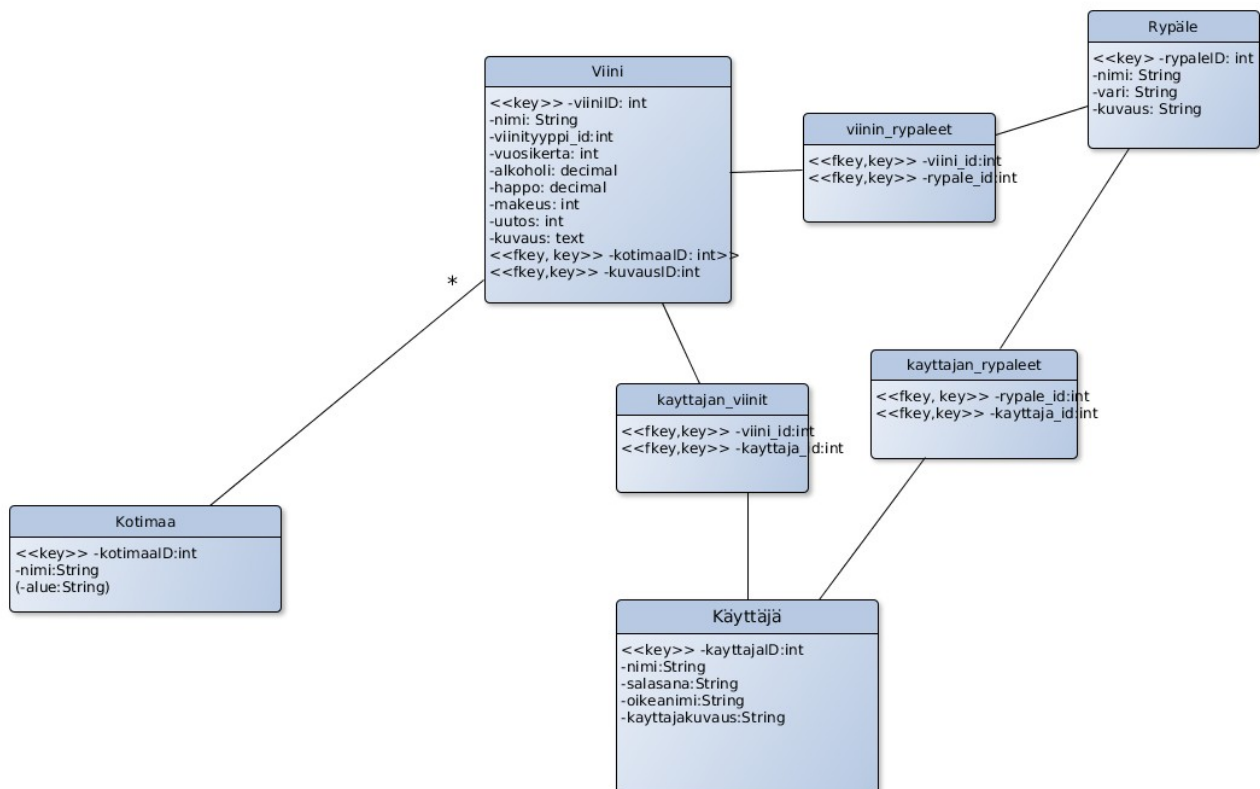 Rypäle
<<key> -rypaleID: int
-nimi: String
-vari: String
-kuvaus: String
Viini
<<key>> -viiniID: int
-nimi: String
-viinityyppi_id:int
-vuosikerta: int
-alkoholi: decimal
-happo: decimal
-makeus: int
-uutos: int
-kuvaus: text
<<fkey, key>> -kotimaaID: int>>
<<fkey,key>> -kuvausID:int
viinin_rypaleet
<<fkey,key>> -viini_id:int
<<fkey,key>> -rypale_id:int
*
kayttajan_rypaleet
<<fkey, key>> -rypale_id:int
<<fkey,key>> -kayttaja_id:int
kayttajan_viinit
<<fkey,key>> -viini_id:int
<<fkey,key>> -kayttaja_id:int
Kotimaa
<<key>> -kotimaaID:int
-nimi:String
(-alue:String)
Käyttäjä
<<key>> -kayttajaID:int
-nimi:String
-salasana:String
-oikeanimi:String
-kayttajakuvaus:String